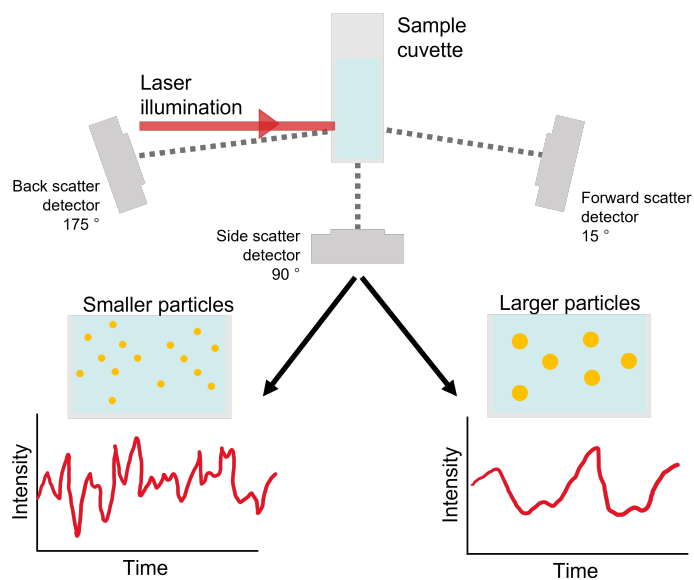 Sample
cuvette
Laser
illumination
Back scatter
detector
175 °
Forward scatter
detector
15 °
Side scatter
detector
90 °
Smaller particles
Larger particles
Intensity
Time
Intensity
Time